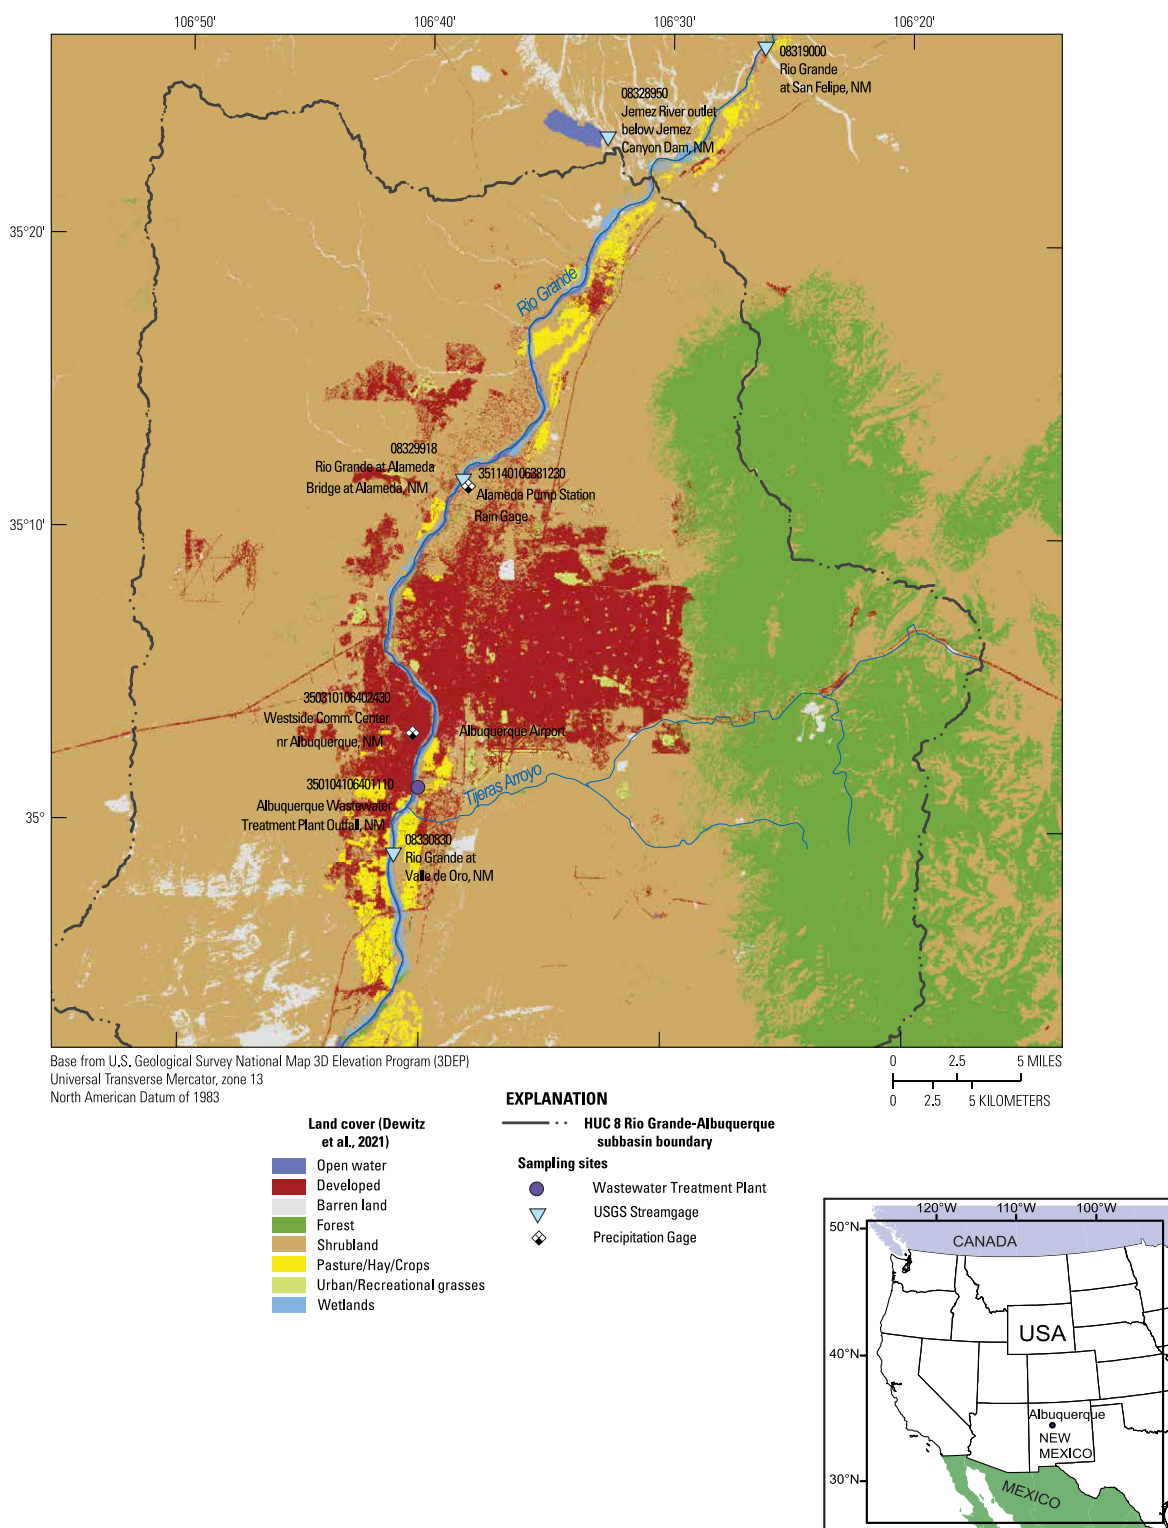 106°50'
106°40'
106°30'
106°20'
08319000
Rio Grande
at San Felipe, NM
08328950
Jemez River outlet
below Jemez
Canyon Dam, NM
35°20'
Rio Grande
08329918
Rio Grande at Alameda
Bridge at Alameda, NM
351140106381230
Alameda Pump Station
Rain Gage
35°10'
350310106402430
Westside Comm. Center
nr Albuquerque, NM
Albuquerque Airport
350104106401110
Albuquerque Wastewater
Treatment Plant Outfall, NM
Tijeras Arroyo
35°
08330830
Rio Grande at
Valle de Oro, NM
Base from U.S. Geological Survey National Map 3D Elevation Program (3DEP)
Universal Transverse Mercator, zone 13
North American Datum of 1983
0 2.5 5 MILES
0 2.5 5 KILOMETERS
EXPLANATION
Land cover (Dewitz
et al., 2021)
Open water
Developed
Barren land
Forest
Shrubland
Pasture/Hay/Crops
Urban/Recreational grasses
Wetlands
HUC 8 Rio Grande-Albuquerque
subbasin boundary
Sampling sites
Wastewater Treatment Plant
USGS Streamgage
Precipitation Gage
120°W 110°W 100°W
50°N
CANADA
USA
40°N
Albuquerque
NEW
MEXICO
30°N
MEXICO